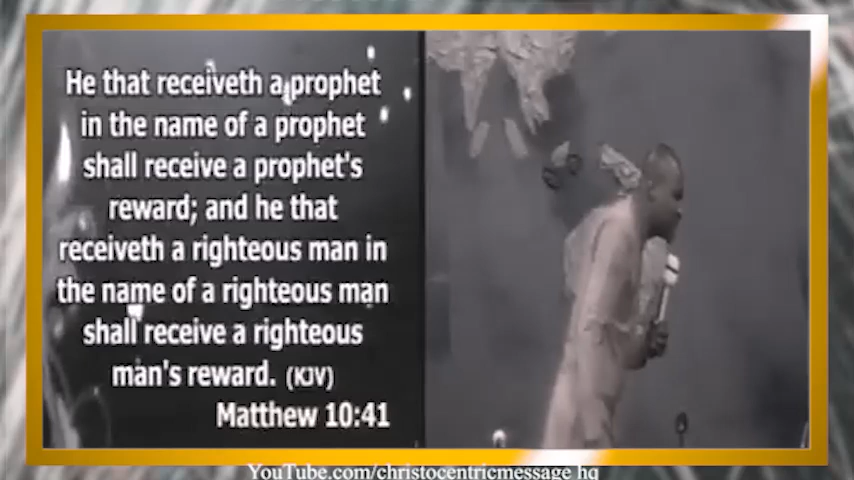 He that receiveth a prophet
in the name of a prophet
shall receive a prophet's
reward; and he that
receiveth a righteous man in
the name of a righteous man
shall receive a righteous
man's reward. (KJV)
Matthew 10:41
YouTube.com/christocentricmessage hq